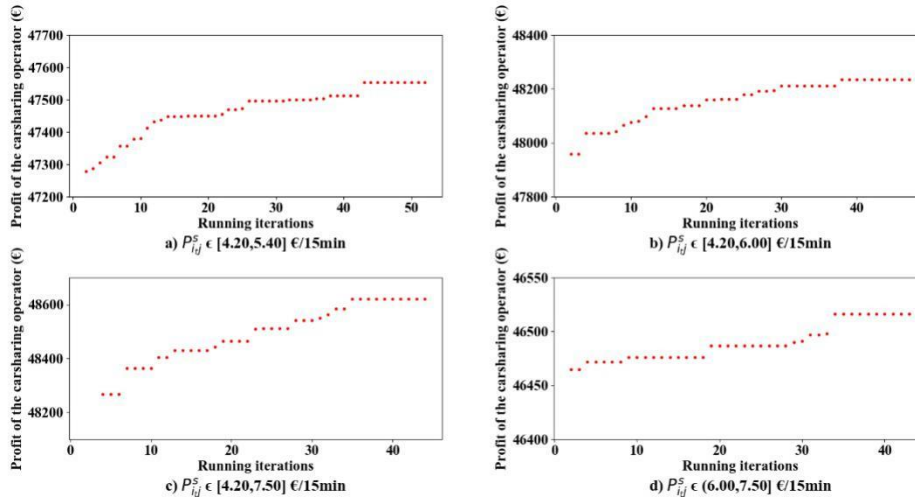 Profit of the carsharing operator (€)
47700
47600
47500
47400
47300
47200
0 10 20 30 40 50
Running iterations
a) P^s_{i,j} ϵ [4.20,5.40] €/15min
Profit of the carsharing operator (€)
48400
48200
48000
47800
0 10 20 30 40
Running iterations
b) P^s_{i,j} ϵ [4.20,6.00] €/15min
Profit of the carsharing operator (€)
48600
48400
48200
0 10 20 30 40
Running iterations
c) P^s_{i,j} ϵ [4.20,7.50] €/15min
Profit of the carsharing operator (€)
46550
46500
46450
46400
0 10 20 30 40
Running iterations
d) P^s_{i,j} ϵ (6.00,7.50] €/15min